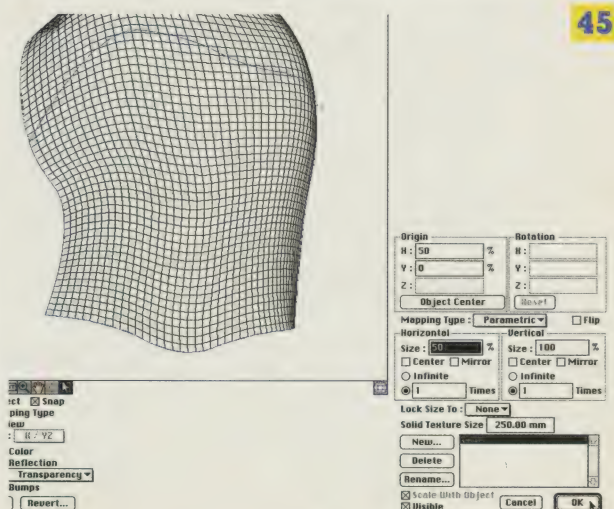 45
Origin
Rotation
X : 50 %
X :
Y : 0 %
Y :
Z :
Z :
Object Center
Reset
Mapping Type : Parametric
Flip
Horizontal
Vertical
Size : 50 %
Size : 100 %
Center
Mirror
Center
Mirror
Infinite
Infinite
1 Times
1 Times
Lock Size To : None
Solid Texture Size 250.00 mm
New...
Delete
Rename...
Scale With Object
Visible
Cancel
OK
ect
Snap
ping Type
iew
: X / YZ
Color
Reflection
Transparency
Bumps
Revert...